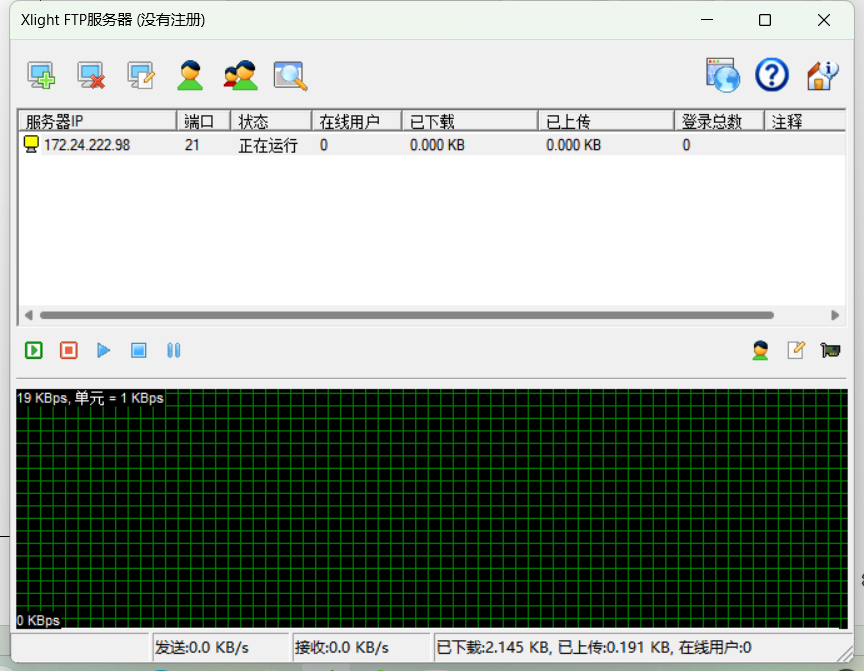 Xlight FTP服务器 (没有注册)
服务器IP 端口 状态 在线用户 已下载 已上传 登录总数 注释
172.24.222.98 21 正在运行 0 0.000 KB 0.000 KB 0
19 KBps, 单元 = 1 KBps
0 KBps
发送:0.0 KB/s 接收:0.0 KB/s 已下载:2.145 KB, 已上传:0.191 KB, 在线用户:0